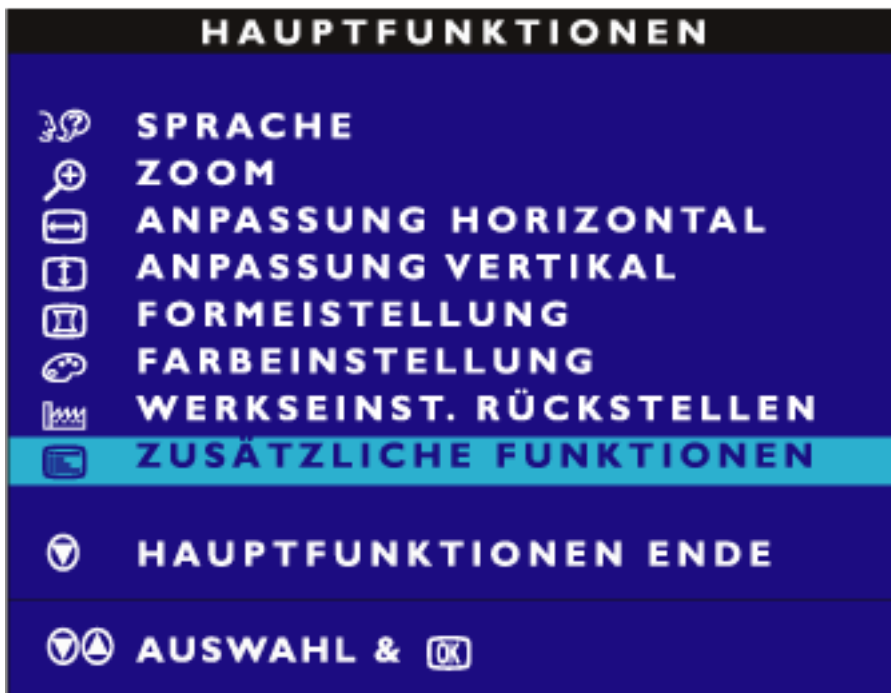 HAUPTFUNKTIONEN
SPRACHE
ZOOM
ANPASSUNG HORIZONTAL
ANPASSUNG VERTIKAL
FORMEISTELLUNG
FARBEINSTELLUNG
WERKSEINST. RÜCKSTELLEN
ZUSÄTZLICHE FUNKTIONEN
HAUPTFUNKTIONEN ENDE
AUSWAHL & OK